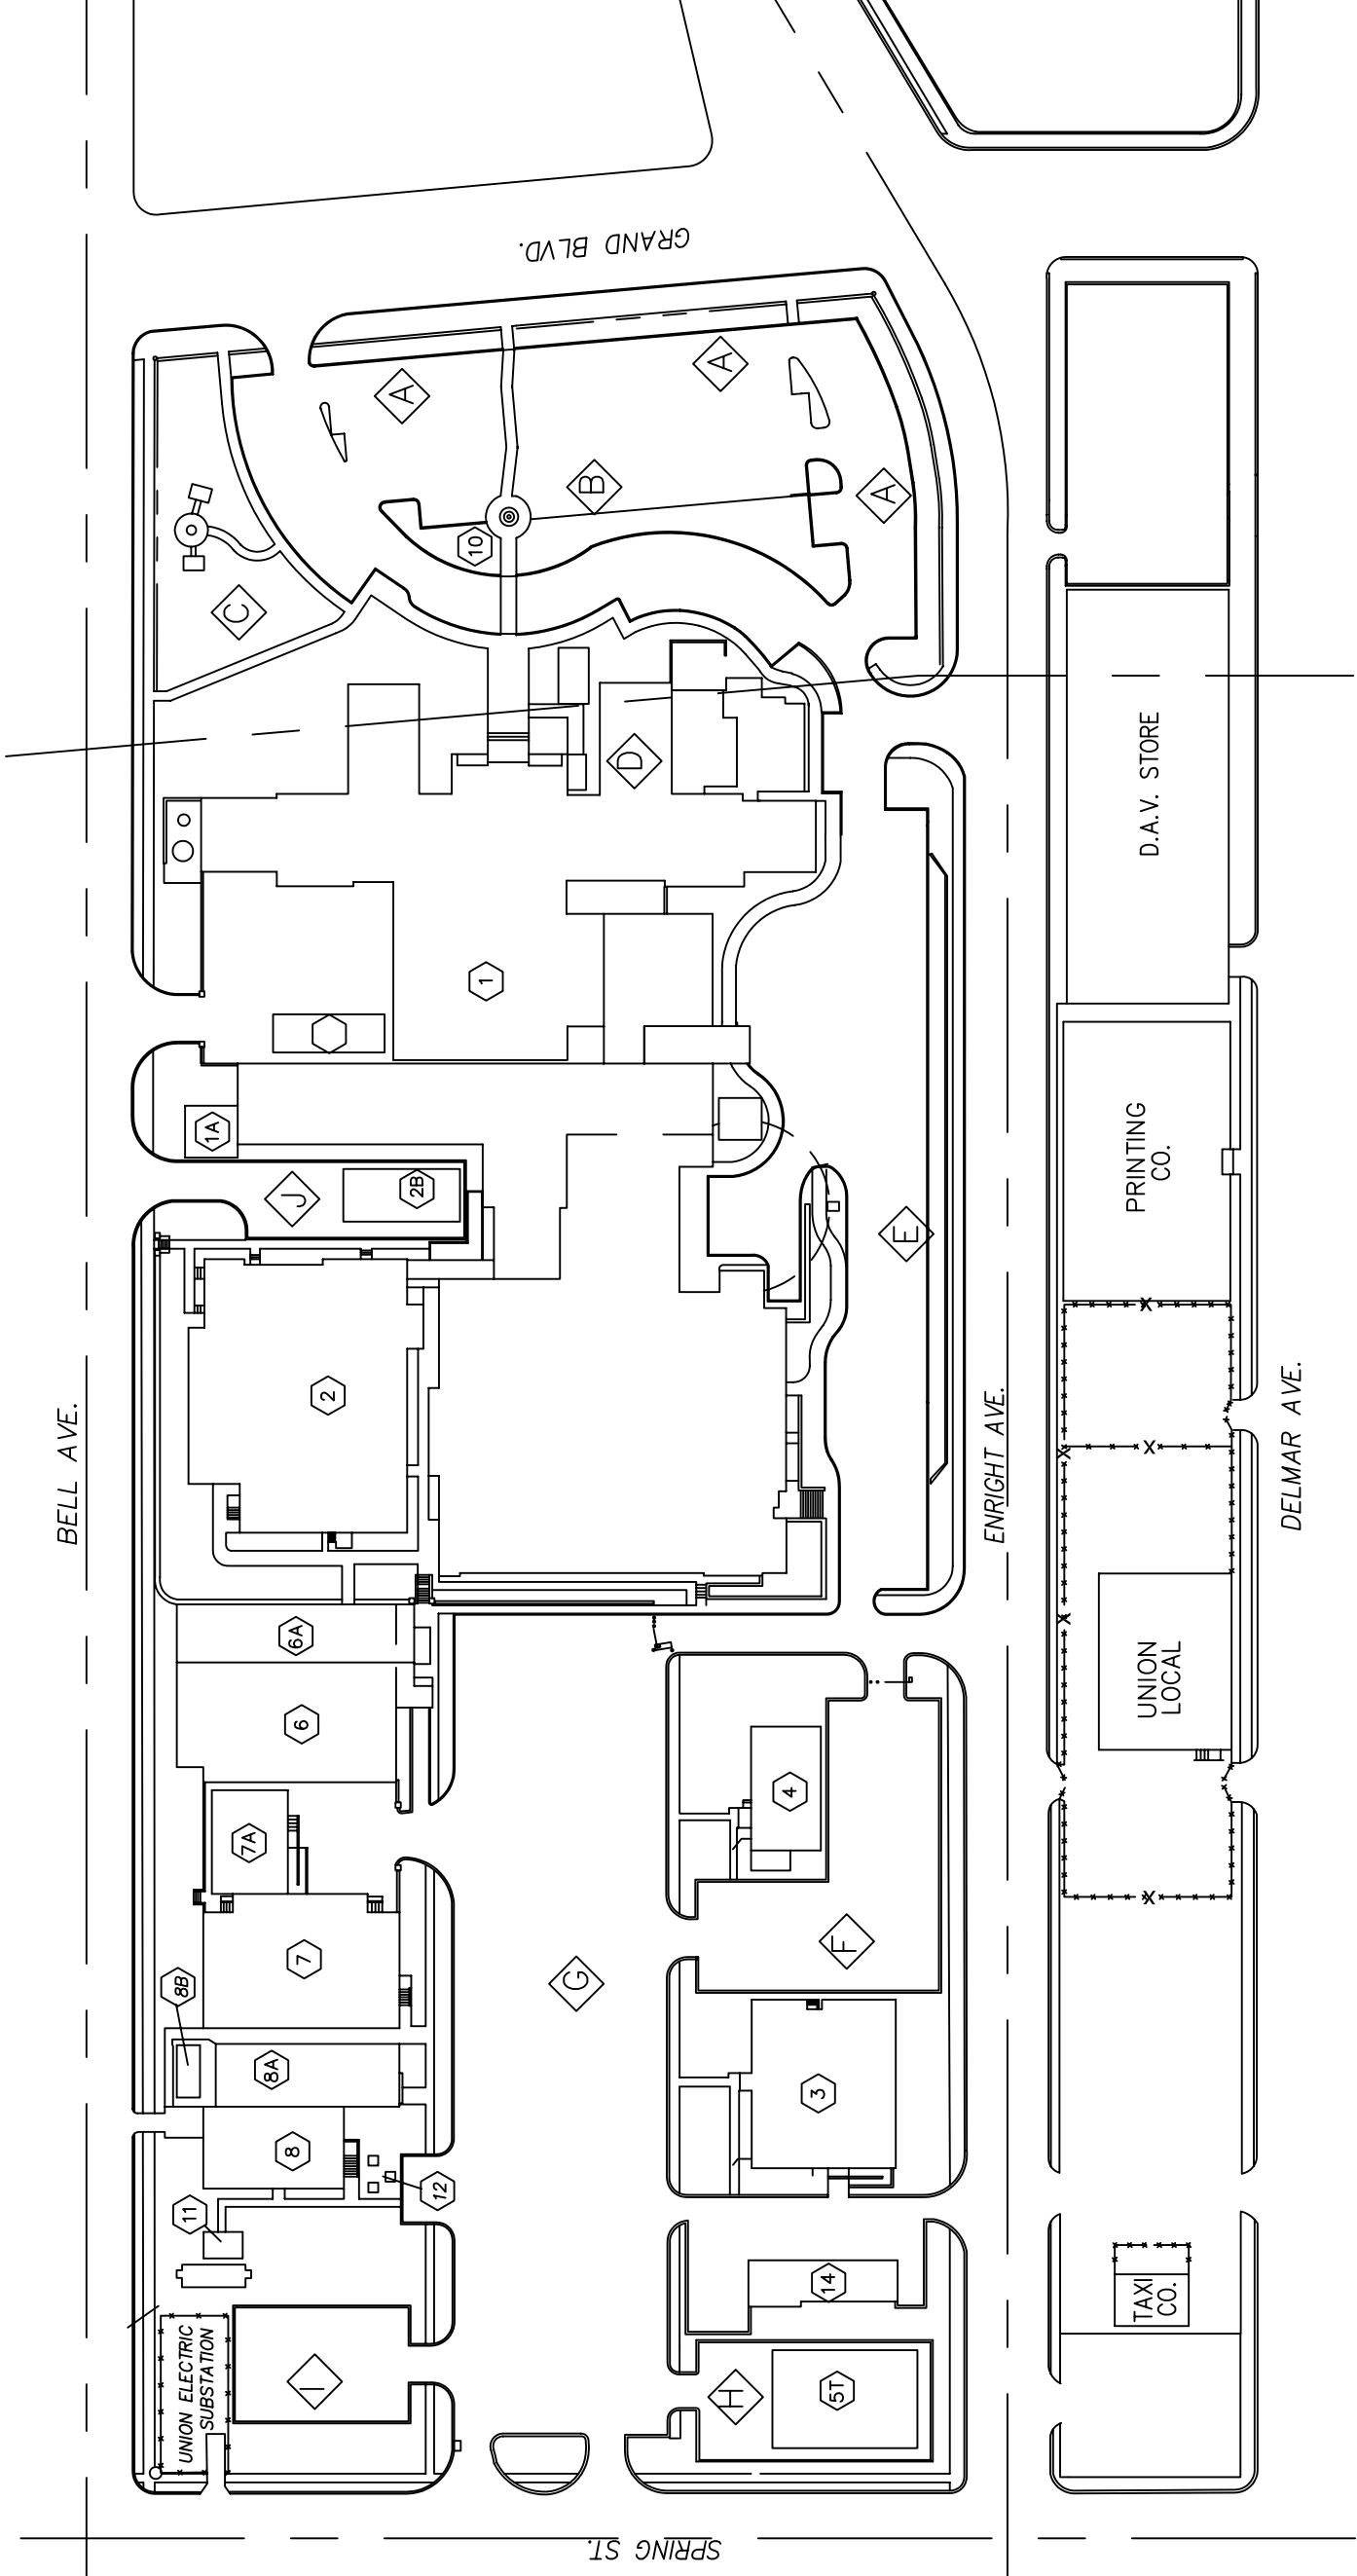 BELL AVE.
GRAND BLVD.
A
A
A
B
C
10
D
1
1A
J
2B
2
E
D.A.V. STORE
PRINTING
CO.
ENRIGHT AVE.
DELMAR AVE.
X
X
X
X
X
6A
6
7A
7
8B
8A
8
11
12
G
4
F
3
14
H
5T
I
UNION ELECTRIC
SUBSTATION
UNION
LOCAL
TAXI
CO.
SPRING ST.